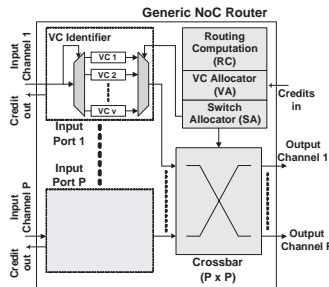 Generic NoC Router
VC Identifier
VC 1
VC 2
VC v
Input
Channel 1
Credit
out
Input
Port 1
Routing
Computation
(RC)
VC Allocator
(VA)
Switch
Allocator (SA)
Credits
in
Input
Port P
Input
Channel P
Credit
out
Output
Channel 1
Output
Channel P
Crossbar
(P x P)